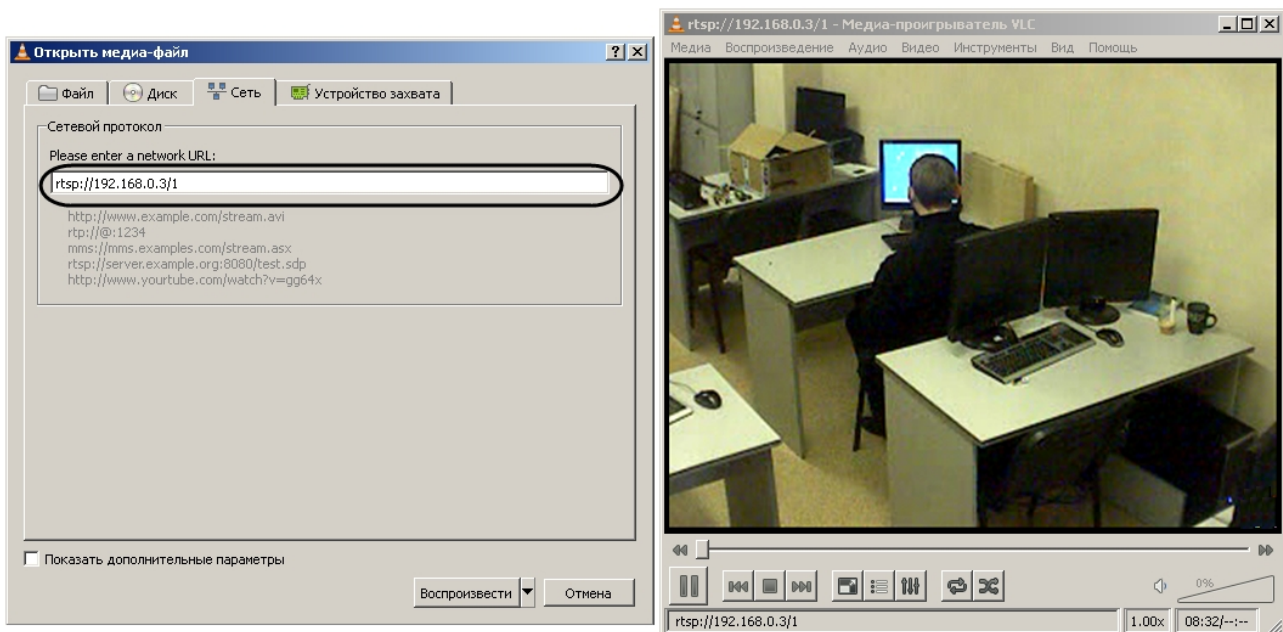 Открыть медиа-файл
Файл
Диск
Сеть
Устройство захвата
Сетевой протокол
Please enter a network URL:
rtsp://192.168.0.3/1
http://www.example.com/stream.avi
rtp://@:1234
mms://mms.examples.com/stream.asx
rtsp://server.example.org:8080/test.sdp
http://www.yourtube.com/watch?v=gg64x
Показать дополнительные параметры
Воспроизвести
Отмена
rtsp://192.168.0.3/1 - Медиа-проигрыватель VLC
Медиа Воспроизведение Аудио Видео Инструменты Вид Помощь
0%
rtsp://192.168.0.3/1
1.00x
08:32/--:--